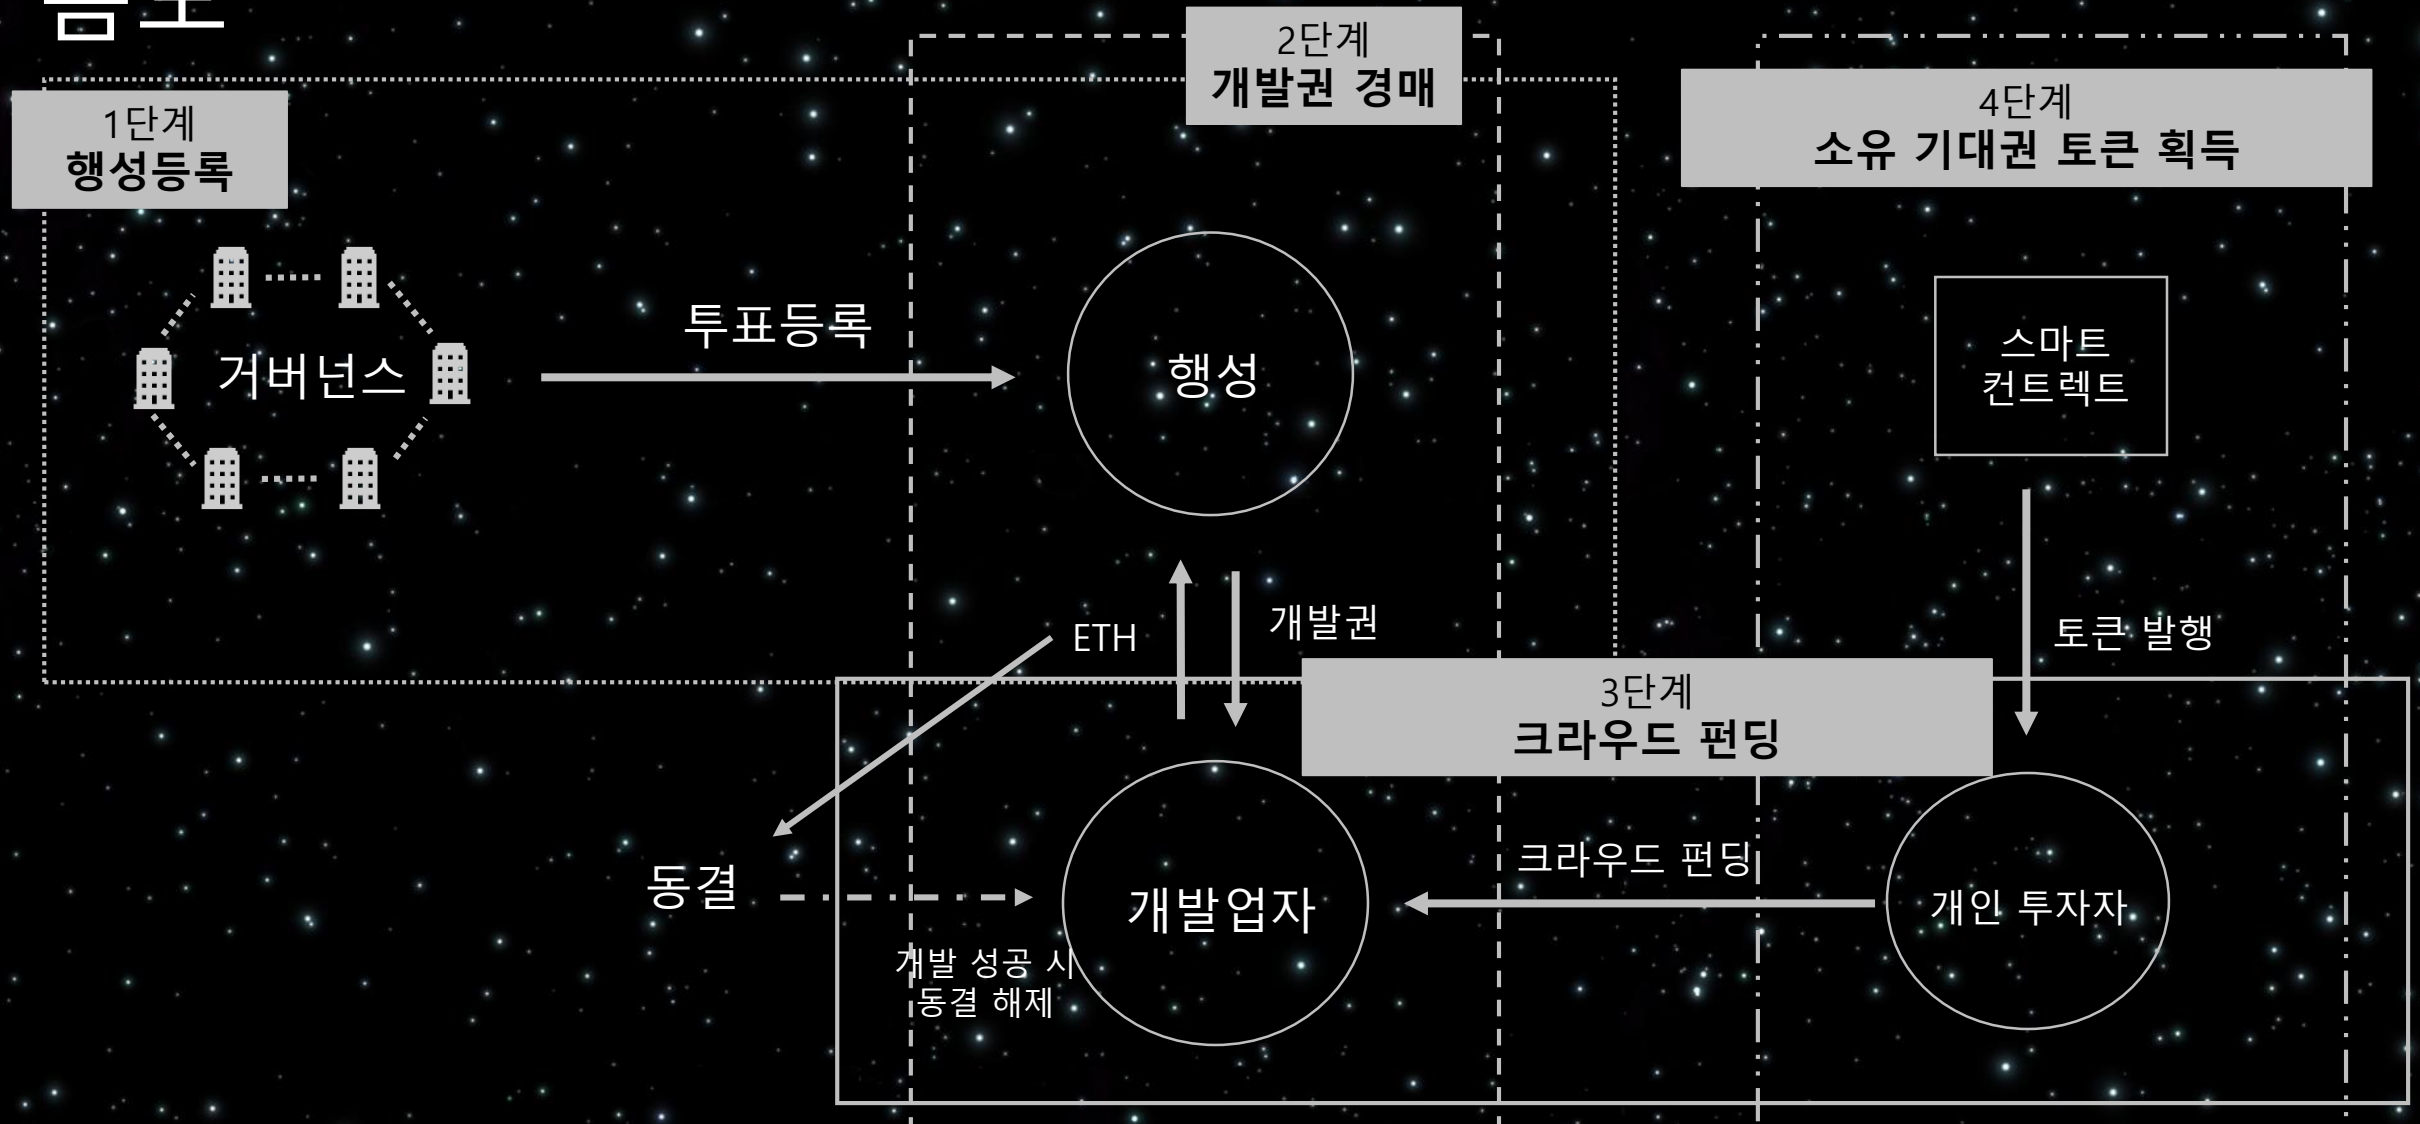 1단계
행성등록
2단계
개발권 경매
4단계
소유 기대권 토큰 획득
거버넌스
투표등록
행성
스마트
컨트렉트
ETH
개발권
토큰 발행
3단계
크라우드 펀딩
동결
개발 성공 시
동결 해제
개발업자
크라우드 펀딩
개인 투자자